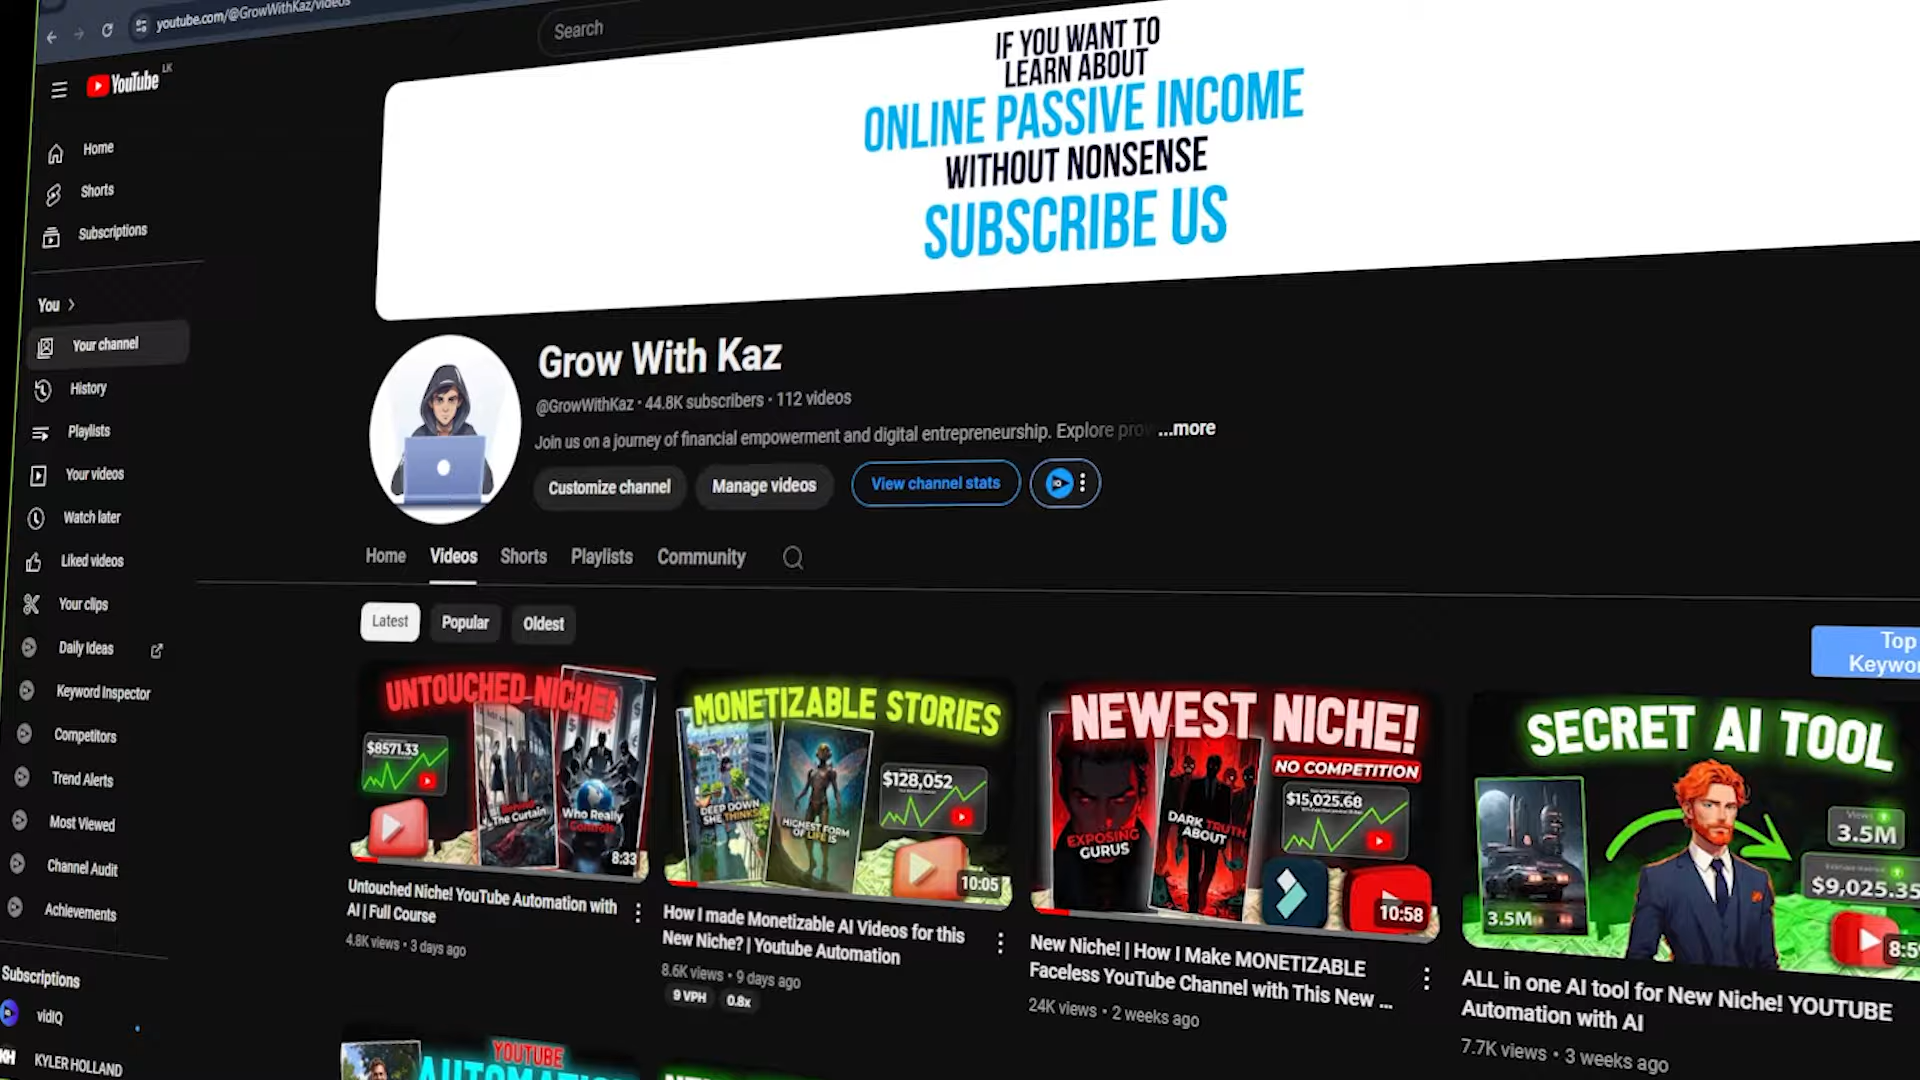 youtube.com/@GrowWithKaz/videos
Search
YouTube LK
Home
Shorts
Subscriptions
You
Your channel
History
Playlists
Your videos
Watch later
Liked videos
Your clips
Daily Ideas
Keyword Inspector
Competitors
Trend Alerts
Most Viewed
Channel Audit
Achievements
Subscriptions
vidIQ
KH
KYLER HOLLAND
IF YOU WANT TO
LEARN ABOUT
ONLINE PASSIVE INCOME
WITHOUT NONSENSE
SUBSCRIBE US
Grow With Kaz
@GrowWithKaz • 44.8K subscribers • 112 videos
Join us on a journey of financial empowerment and digital entrepreneurship. Explore prov ...more
Customize channel
Manage videos
View channel stats
Home
Videos
Shorts
Playlists
Community
Latest
Popular
Oldest
Top
Keywor
UNTOUCHED NICHE!
$8571.33
Behind
The Curtain
Who Really
Controls
8:33
Untouched Niche! YouTube Automation with
AI | Full Course
4.8K views • 3 days ago
MONETIZABLE STORIES
DEEP DOWN
SHE THINKS
HIGHEST FORM
OF LIFE IS
$128,052
10:05
How I made Monetizable AI Videos for this
New Niche? | Youtube Automation
8.6K views • 9 days ago
9 VPH
0.8x
NEWEST NICHE!
NO COMPETITION
EXPOSING
GURUS
DARK TRUTH
ABOUT
$15,025.68
10:58
New Niche! | How I Make MONETIZABLE
Faceless YouTube Channel with This New ...
24K views • 2 weeks ago
SECRET AI TOOL
3.5M
Views
3.5M
$9,025.35
8:59
ALL in one AI tool for New Niche! YOUTUBE
Automation with AI
7.7K views • 3 weeks ago
YOUTUBE